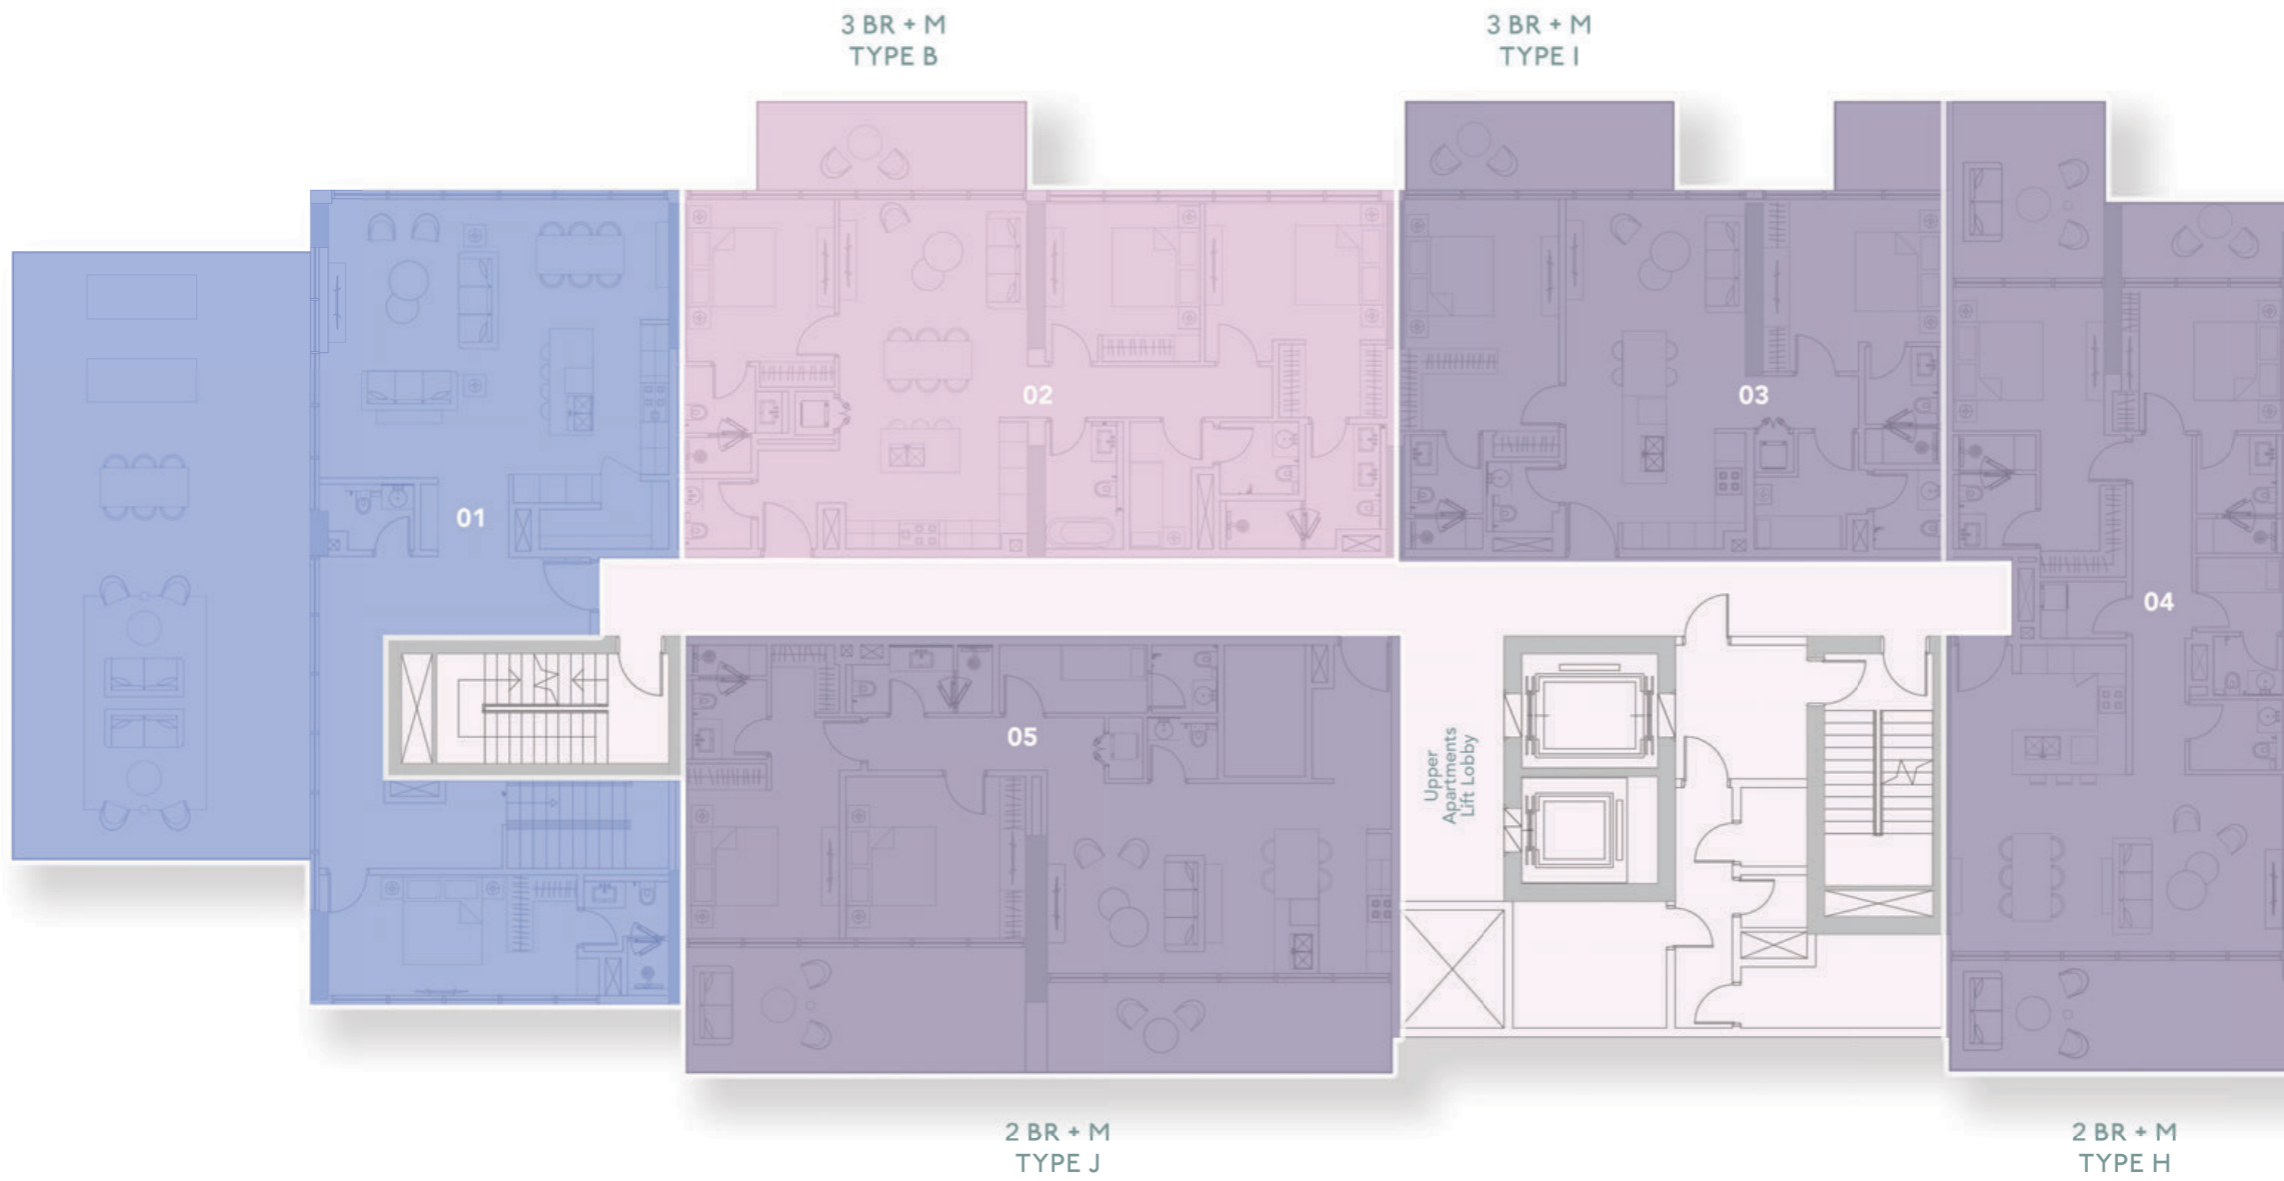 3 BR + M
TYPE B
3 BR + M
TYPE I
02
03
01
04
05
Upper
Apartments
Lift Lobby
2 BR + M
TYPE J
2 BR + M
TYPE H